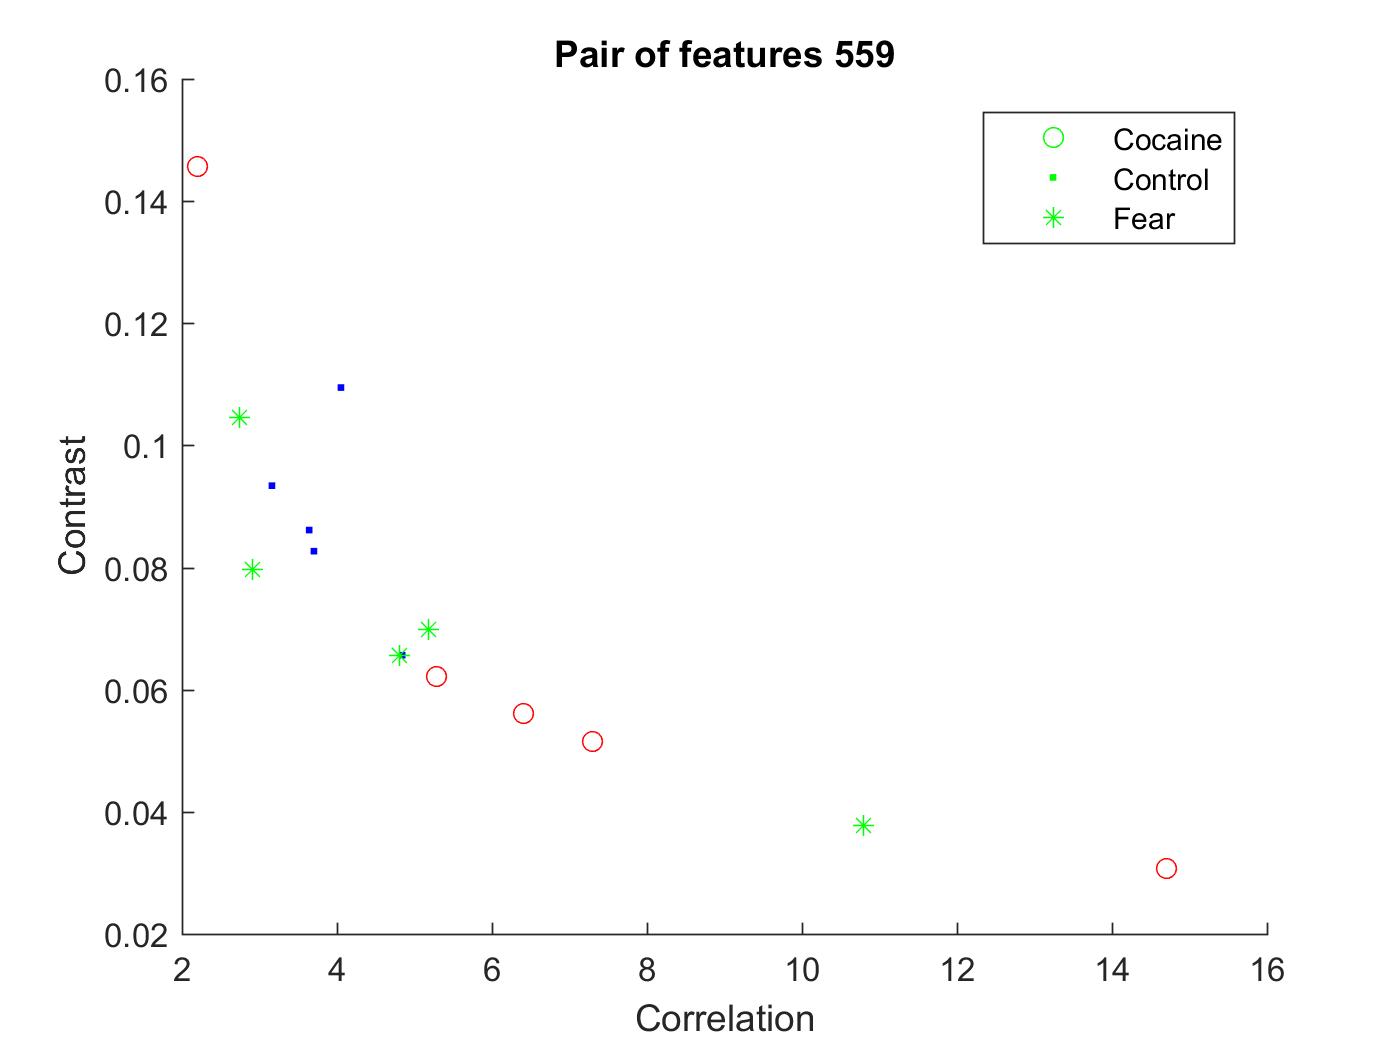 Pair of features 559
0.16
0.14
0.12
0.1
0.08
0.06
0.04
0.02
Contrast
Cocaine
Control
Fear
2 4 6 8 10 12 14 16
Correlation